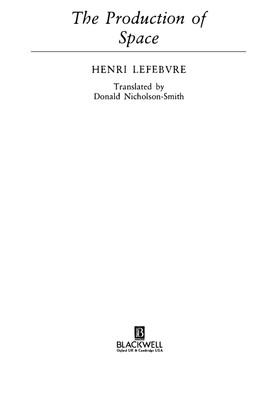 The Production of
Space
HENRI LEFEBVRE
Translated by
Donald Nicholson-Smith
B
BLACKWELL
Oxford UK & Cambridge USA